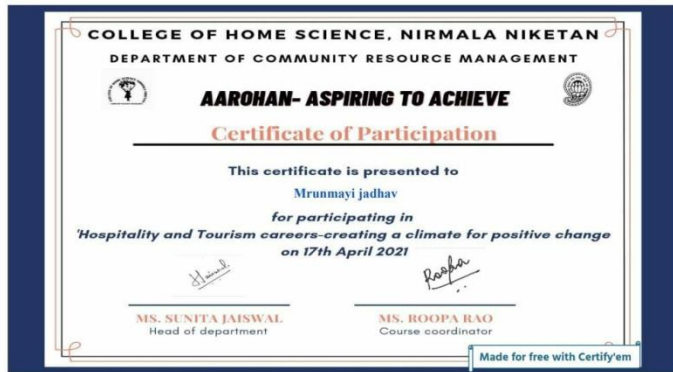 COLLEGE OF HOME SCIENCE, NIRMALA NIKETAN
DEPARTMENT OF COMMUNITY RESOURCE MANAGEMENT
AAROHAN- ASPIRING TO ACHIEVE
Certificate of Participation
This certificate is presented to
Mrunmayi jadhav
for participating in
'Hospitality and Tourism careers-creating a climate for positive change
on 17th April 2021
Roopa
MS. SUNITA JAISWAL
MS. ROOPA RAO
Head of department
Course coordinator
Made for free with Certify'em